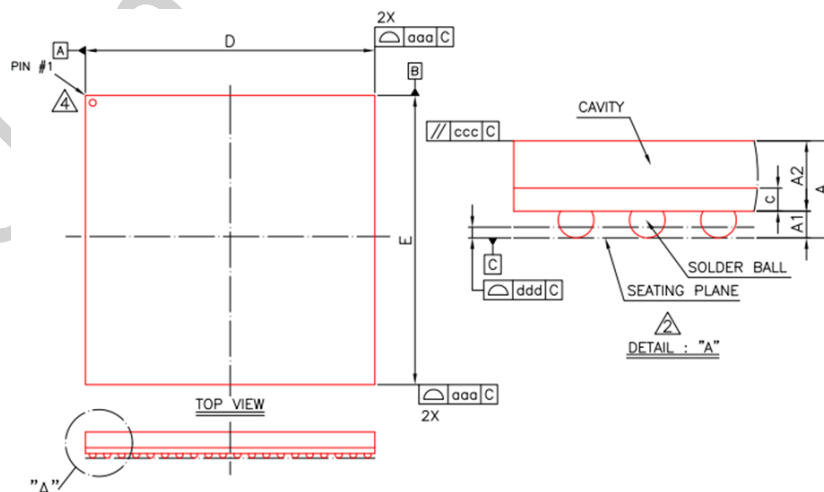 2X
aaa C
D
A
PIN #1
4
B
E
aaa C
2X
TOP VIEW
"A"
CAVITY
// ccc C
A2
A
c
A1
C
ddd C
SOLDER BALL
SEATING PLANE
2
DETAIL : "A"